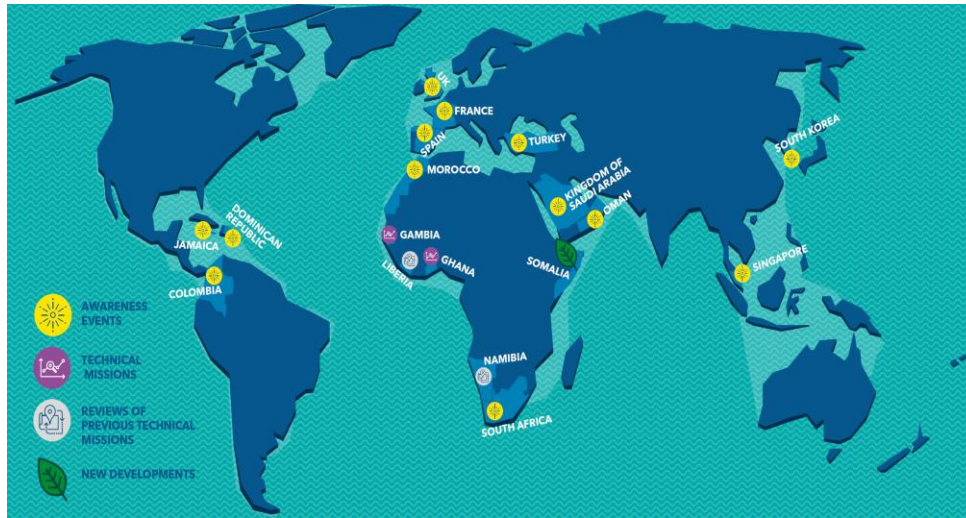 UK
FRANCE
SPAIN
TURKEY
SOUTH KOREA
MOROCCO
KINGDOM OF
SAUDI ARABIA
OMAN
DOMINICAN
REPUBLIC
JAMAICA
GAMBIA
LIBERIA
GHANA
SOMALIA
SINGAPORE
COLOMBIA
NAMIBIA
SOUTH AFRICA
AWARENESS
EVENTS
TECHNICAL
MISSIONS
REVIEWS OF
PREVIOUS TECHNICAL
MISSIONS
NEW DEVELOPMENTS